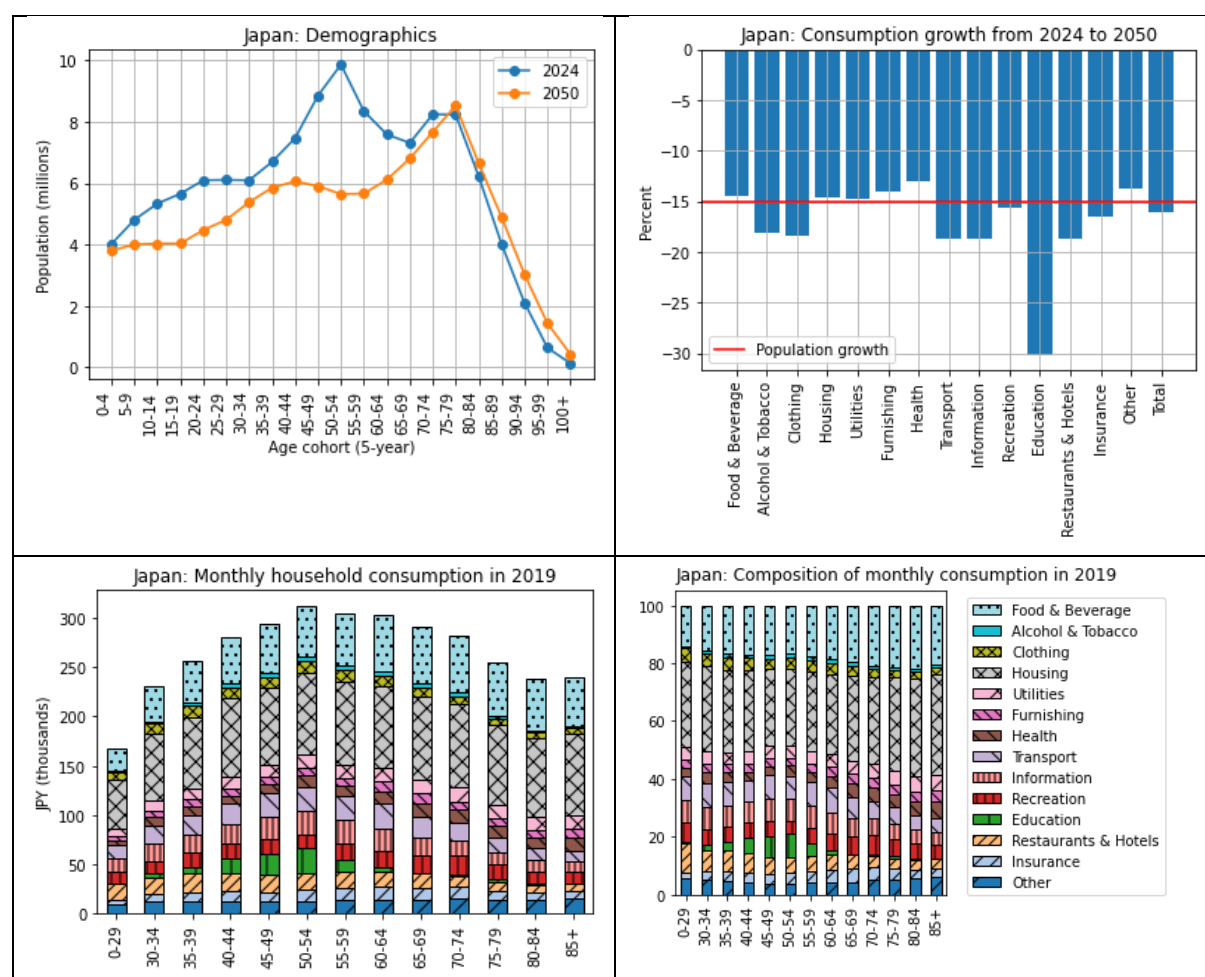 Japan: Demographics
10
8
6
4
2
0
Population (millions)
2024
2050
0-4
5-9
10-14
15-19
20-24
25-29
30-34
35-39
40-44
45-49
50-54
55-59
60-64
65-69
70-74
75-79
80-84
85-89
90-94
95-99
100+
Age cohort (5-year)
Japan: Consumption growth from 2024 to 2050
0
−5
−10
−15
−20
−25
−30
Percent
Population growth
Food & Beverage
Alcohol & Tobacco
Clothing
Housing
Utilities
Furnishing
Health
Transport
Information
Recreation
Education
Restaurants & Hotels
Insurance
Other
Total
Japan: Monthly household consumption in 2019
300
250
200
150
100
50
0
JPY (thousands)
0-29
30-34
35-39
40-44
45-49
50-54
55-59
60-64
65-69
70-74
75-79
80-84
85+
Japan: Composition of monthly consumption in 2019
100
80
60
40
20
0
0-29
30-34
35-39
40-44
45-49
50-54
55-59
60-64
65-69
70-74
75-79
80-84
85+
Food & Beverage
Alcohol & Tobacco
Clothing
Housing
Utilities
Furnishing
Health
Transport
Information
Recreation
Education
Restaurants & Hotels
Insurance
Other